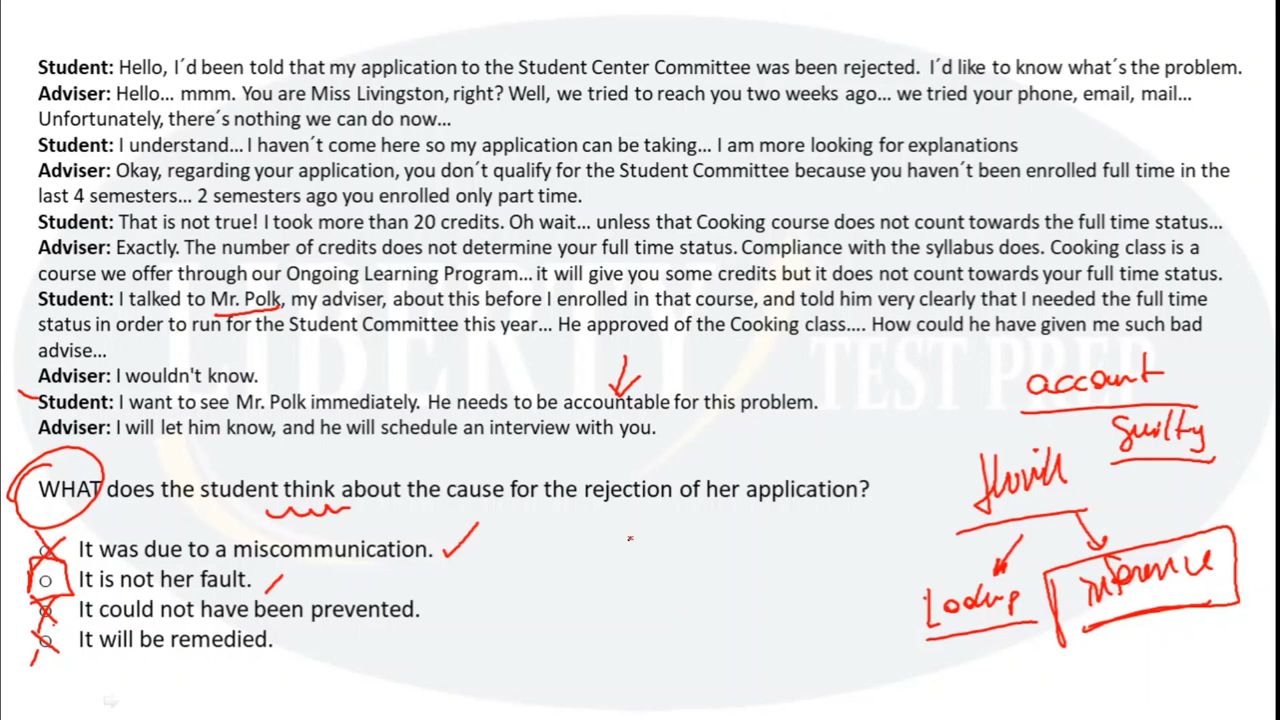 Student: Hello, I´d been told that my application to the Student Center Committee was been rejected. I´d like to know what´s the problem.
Adviser: Hello... mmm. You are Miss Livingston, right? Well, we tried to reach you two weeks ago... we tried your phone, email, mail...
Unfortunately, there´s nothing we can do now...
Student: I understand... I haven´t come here so my application can be taking... I am more looking for explanations
Adviser: Okay, regarding your application, you don´t qualify for the Student Committee because you haven´t been enrolled full time in the
last 4 semesters... 2 semesters ago you enrolled only part time.
Student: That is not true! I took more than 20 credits. Oh wait... unless that Cooking course does not count towards the full time status...
Adviser: Exactly. The number of credits does not determine your full time status. Compliance with the syllabus does. Cooking class is a
course we offer through our Ongoing Learning Program... it will give you some credits but it does not count towards your full time status.
Student: I talked to Mr. Polk, my adviser, about this before I enrolled in that course, and told him very clearly that I needed the full time
status in order to run for the Student Committee this year... He approved of the Cooking class.... How could he have given me such bad
advise...
Adviser: I wouldn't know.
Student: I want to see Mr. Polk immediately. He needs to be accountable for this problem.
Adviser: I will let him know, and he will schedule an interview with you.
LIBERTY TEST PREP
account
guilty
WHAT does the student think about the cause for the rejection of her application?
It was due to a miscommunication.
It is not her fault.
It could not have been prevented.
It will be remedied.
Lookup
inference